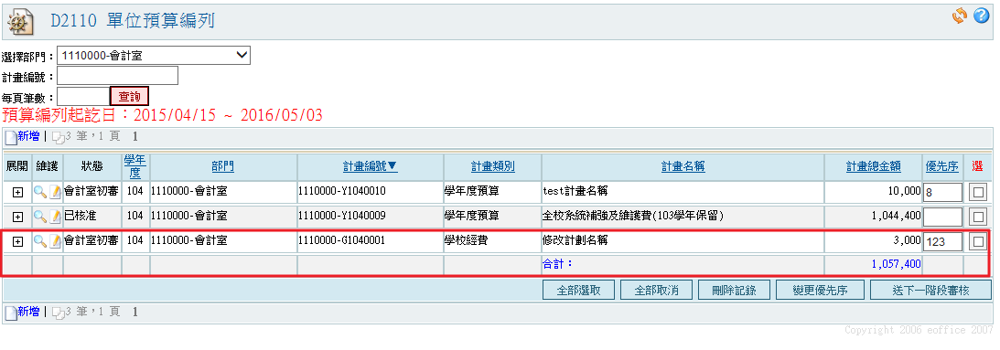 D2110 單位預算編列
選擇部門： 1110000-會計室
計畫編號：
每頁筆數： 查詢
預算編列起訖日：2015/04/15 ~ 2016/05/03
新增 | 3 筆，1 頁 1
展開 維護 狀態 學年度 部門 計畫編號▼ 計畫類別 計畫名稱 計畫總金額 優先序 選
會計室初審 104 1110000-會計室 1110000-Y1040010 學年度預算 test計畫名稱 10,000 8
已核准 104 1110000-會計室 1110000-Y1040009 學年度預算 全校系統補強及維護費(103學年保留) 1,044,400
會計室初審 104 1110000-會計室 1110000-G1040001 學校經費 修改計劃名稱 3,000 123
合計： 1,057,400
全部選取 全部取消 刪除記錄 變更優先序 送下一階段審核
新增 | 3 筆，1 頁 1
Copyright 2006 eoffice 2007